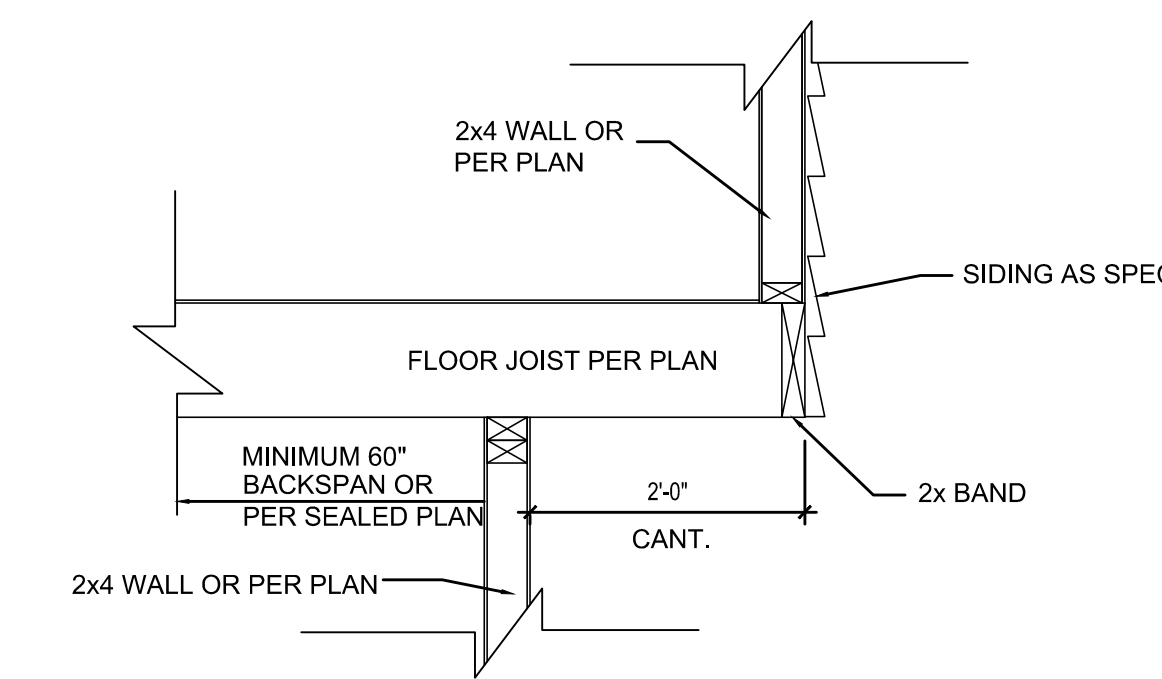 2x4 WALL OR
PER PLAN
SIDING AS SPEC
FLOOR JOIST PER PLAN
MINIMUM 60"
BACKSPAN OR
PER SEALED PLAN
2'-0"
CANT.
2x BAND
2x4 WALL OR PER PLAN